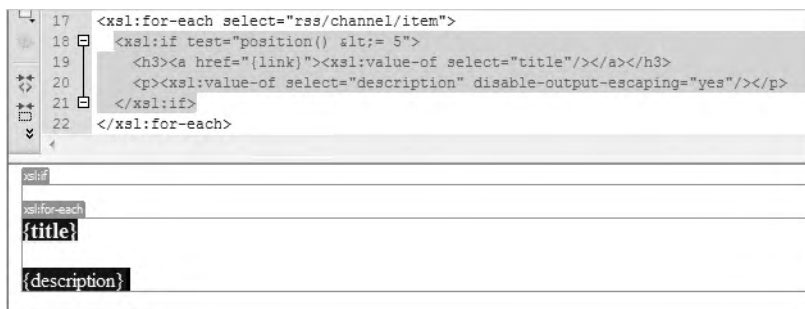 17 <xsl:for-each select="rss/channel/item">
18 <xsl:if test="position() &lt;= 5">
19 <h3><a href="{link}"><xsl:value-of select="title"/></a></h3>
20 <p><xsl:value-of select="description" disable-output-escaping="yes"/></p>
21 </xsl:if>
22 </xsl:for-each>
xsl:if
xsl:for-each
{title}
{description}